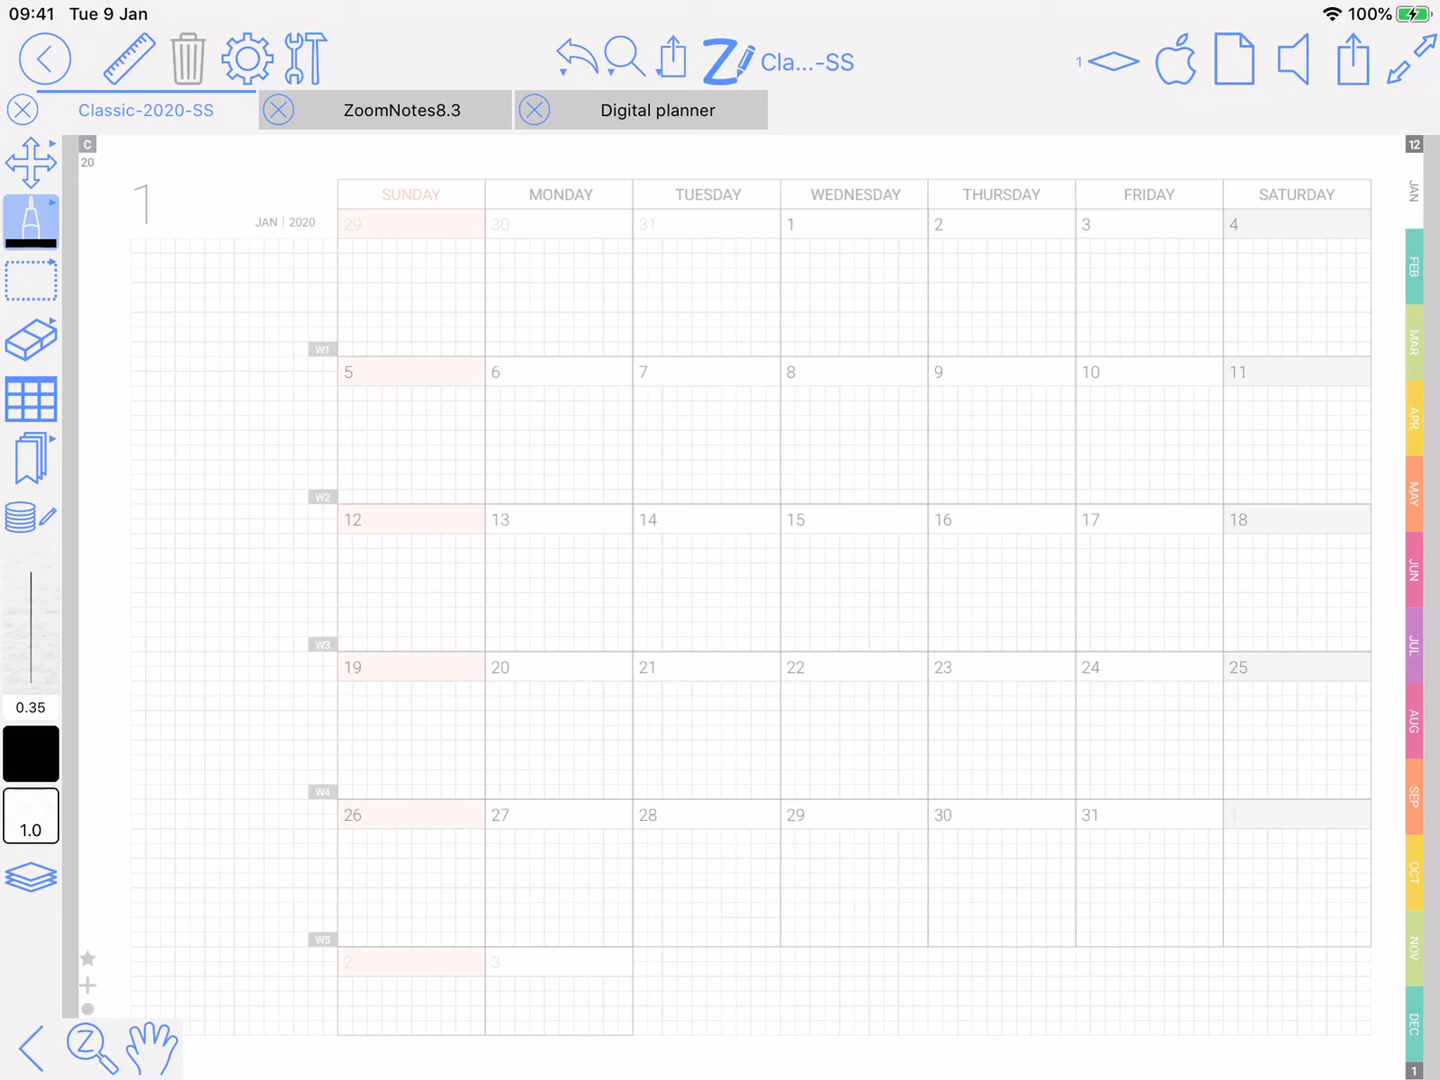 09:41 Tue 9 Jan 100%
Cla...-SS 1
Classic-2020-SS ZoomNotes8.3 Digital planner
C
20
12
1
JAN | 2020
SUNDAY MONDAY TUESDAY WEDNESDAY THURSDAY FRIDAY SATURDAY
29 30 31 1 2 3 4
W1
5 6 7 8 9 10 11
W2
12 13 14 15 16 17 18
W3
19 20 21 22 23 24 25
W4
26 27 28 29 30 31 1
W5
2 3
0.35
1.0
JAN
FEB
MAR
APR
MAY
JUN
JUL
AUG
SEP
OCT
NOV
DEC
1